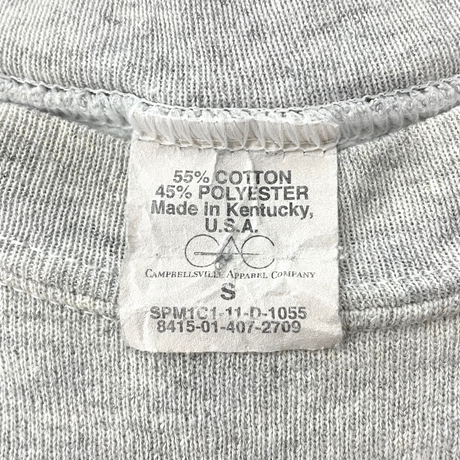 55% COTTON
45% POLYESTER
Made in Kentucky,
U.S.A.
CAC
CAMPBELLSVILLE APPAREL COMPANY
S
SPM1C1-11-D-1055
8415-01-407-2709